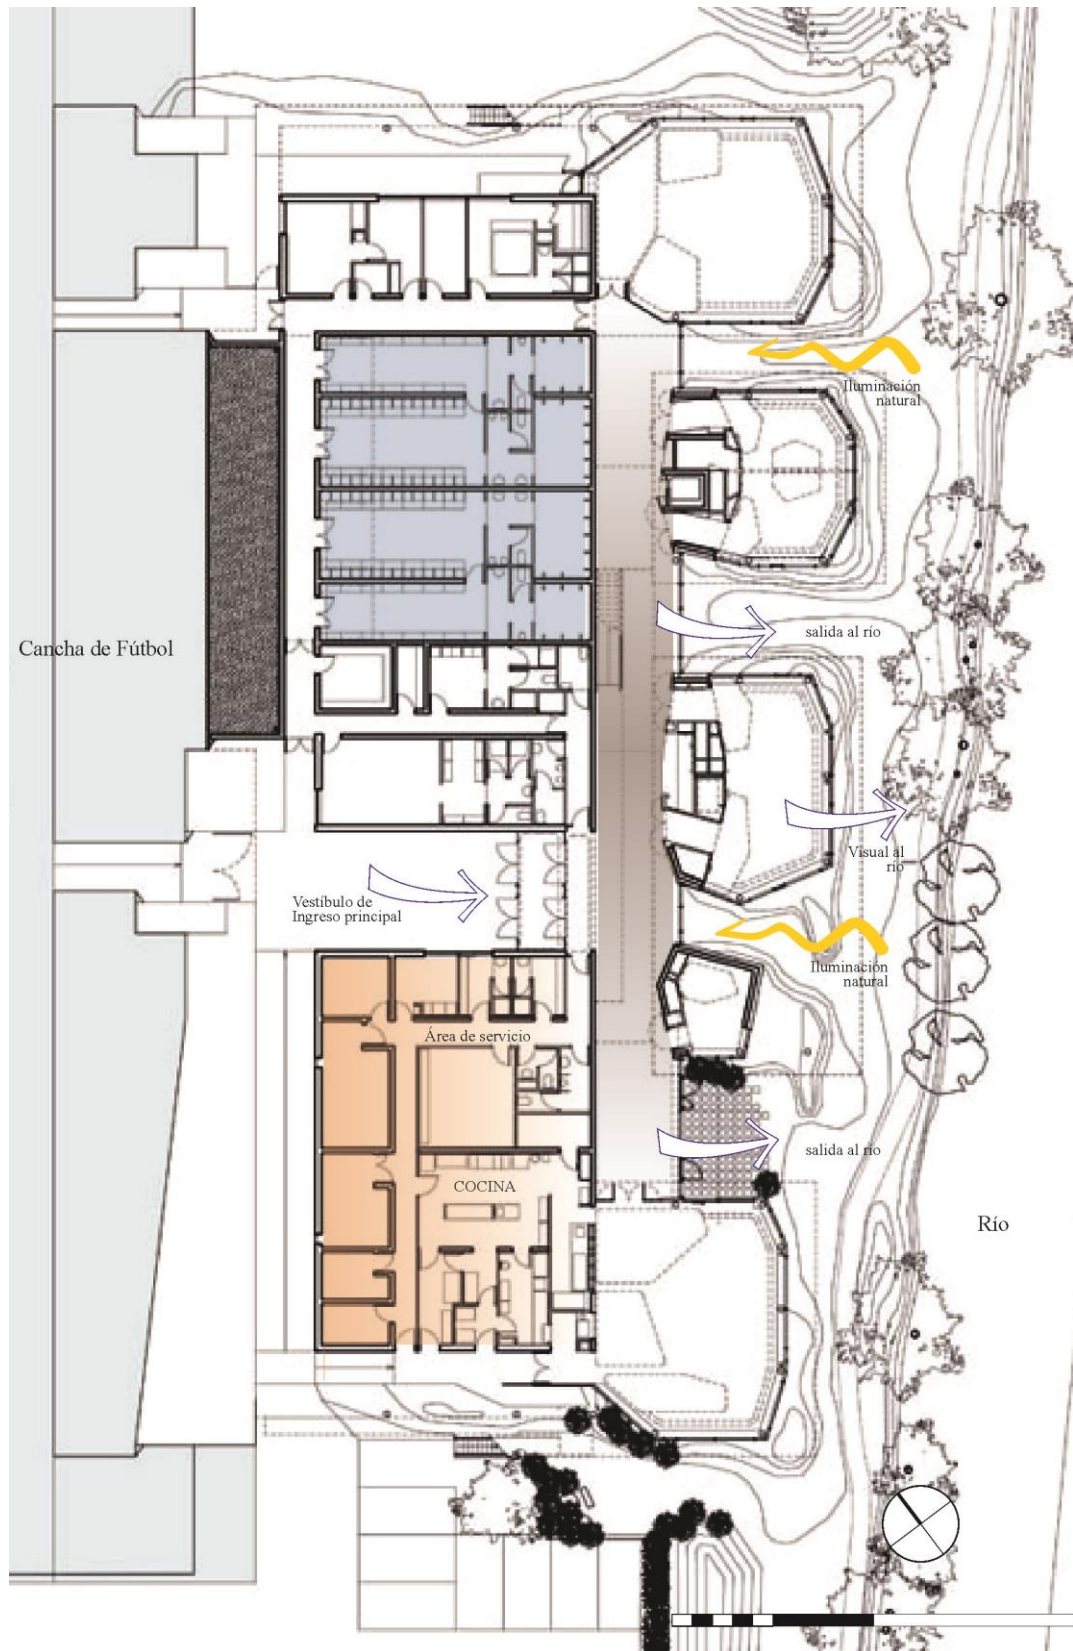 Iluminación
natural
Cancha de Fútbol
salida al río
Visual al
río
Vestíbulo de
Ingreso principal
Iluminación
natural
Área de servicio
salida al río
COCINA
Río